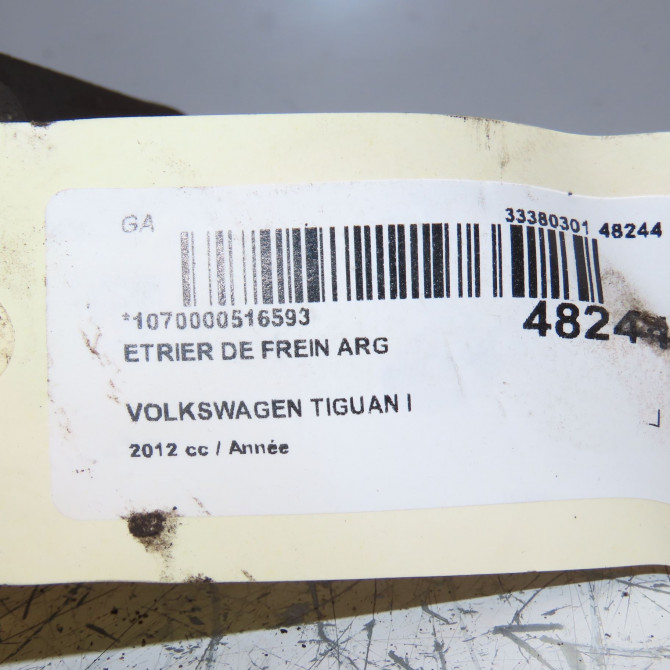 GA
33380301 48244
*1070000516593
48244
ETRIER DE FREIN ARG
VOLKSWAGEN TIGUAN I
2012 cc / Année